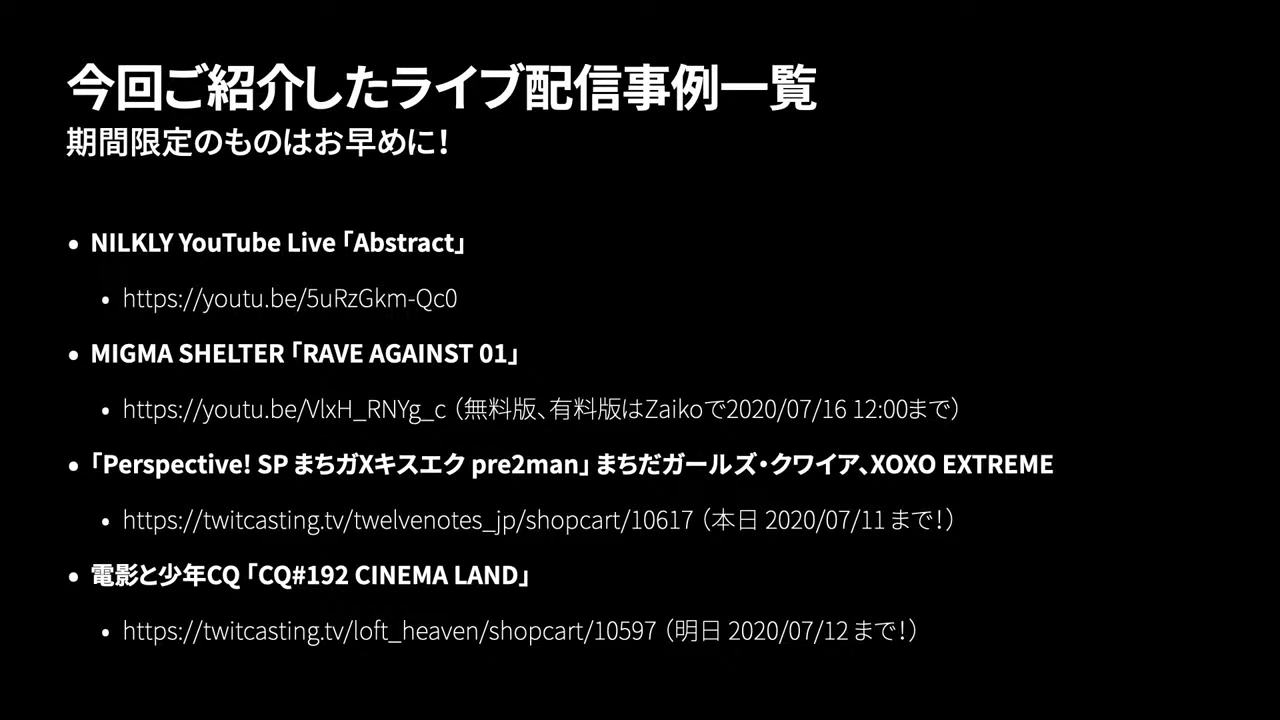 今回ご紹介したライブ配信事例一覧
期間限定のものはお早めに!
• NILKLY YouTube Live「Abstract」
• https://youtu.be/5uRzGkm-Qc0
• MIGMA SHELTER「RAVE AGAINST 01」
• https://youtu.be/VlxH_RNYg_c（無料版、有料版はZaikoで2020/07/16 12:00まで）
• 「Perspective! SP まちガXキスエク pre2man」まちだガールズ・クワイア、XOXO EXTREME
• https://twitcasting.tv/twelvenotes_jp/shopcart/10617（本日 2020/07/11まで!）
• 電影と少年CQ「CQ#192 CINEMA LAND」
• https://twitcasting.tv/loft_heaven/shopcart/10597（明日 2020/07/12まで!）